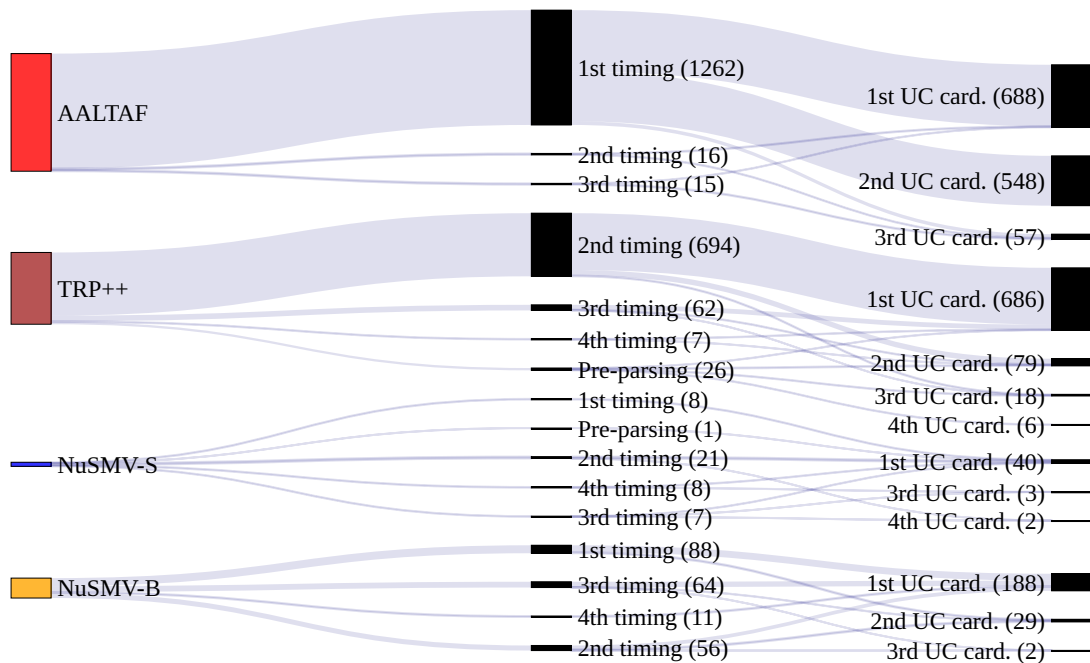 AALTAF
1st timing (1262)
2nd timing (16)
3rd timing (15)
1st UC card. (688)
2nd UC card. (548)
3rd UC card. (57)
TRP++
2nd timing (694)
3rd timing (62)
4th timing (7)
Pre-parsing (26)
1st UC card. (686)
2nd UC card. (79)
3rd UC card. (18)
4th UC card. (6)
NuSMV-S
1st timing (8)
Pre-parsing (1)
2nd timing (21)
4th timing (8)
3rd timing (7)
1st UC card. (40)
3rd UC card. (3)
4th UC card. (2)
NuSMV-B
1st timing (88)
3rd timing (64)
4th timing (11)
2nd timing (56)
1st UC card. (188)
2nd UC card. (29)
3rd UC card. (2)